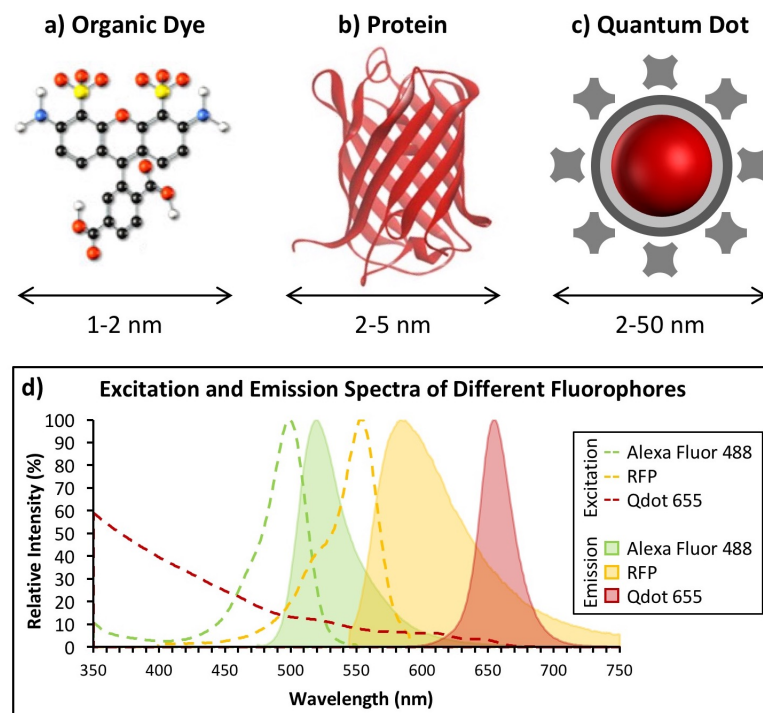 a) Organic Dye
b) Protein
c) Quantum Dot
1-2 nm
2-5 nm
2-50 nm
d)
Excitation and Emission Spectra of Different Fluorophores
Relative Intensity (%)
100
90
80
70
60
50
40
30
20
10
0
350
400
450
500
550
600
650
700
750
Wavelength (nm)
Excitation
Alexa Fluor 488
RFP
Qdot 655
Emission
Alexa Fluor 488
RFP
Qdot 655